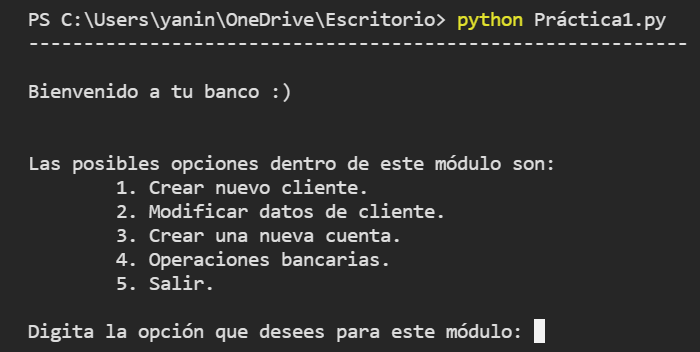 PS C:\Users\yanin\OneDrive\Escritorio> python Práctica1.py
------------------------------------------------------------
Bienvenido a tu banco :)
Las posibles opciones dentro de este módulo son:
1. Crear nuevo cliente.
2. Modificar datos de cliente.
3. Crear una nueva cuenta.
4. Operaciones bancarias.
5. Salir.
Digita la opción que desees para este módulo: